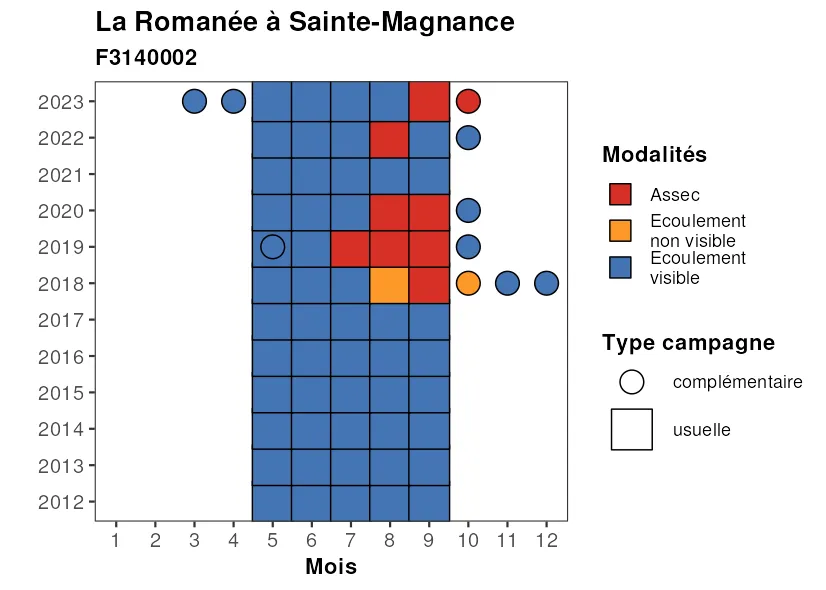 La Romanée à Sainte-Magnance
F3140002
2023
2022
2021
2020
2019
2018
2017
2016
2015
2014
2013
2012
1 2 3 4 5 6 7 8 9 10 11 12
Mois
Modalités
Assec
Ecoulement
non visible
Ecoulement
visible
Type campagne
complémentaire
usuelle